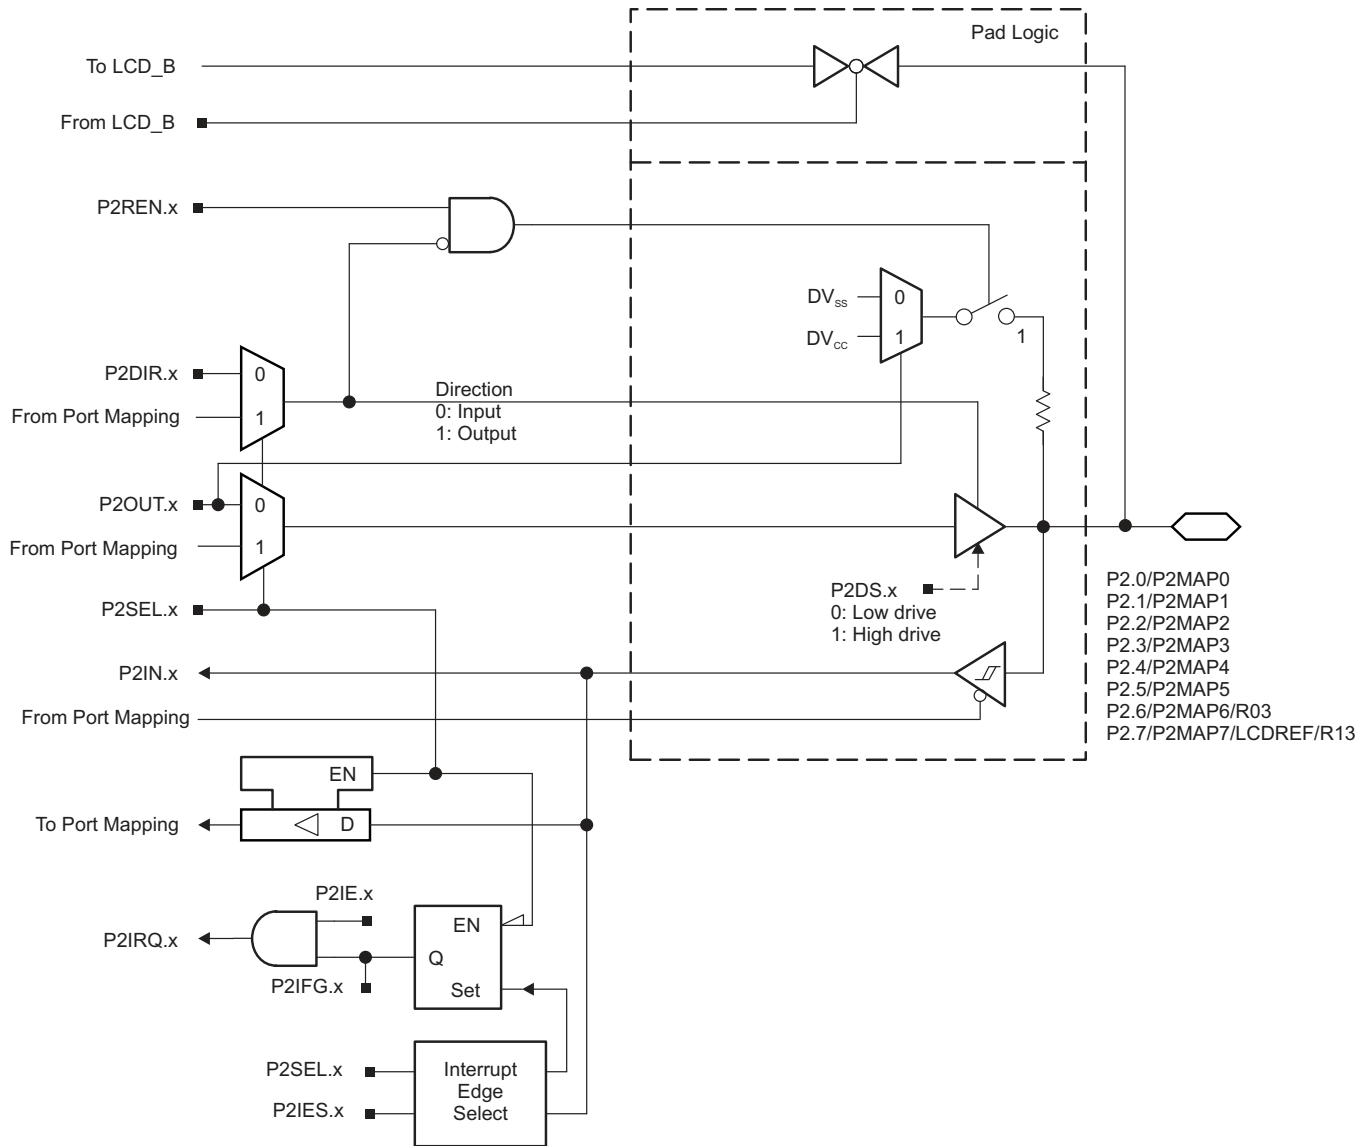 Pad Logic
To LCD_B
From LCD_B
P2REN.x
DVSS
0
DVCC
1
1
P2DIR.x
0
From Port Mapping
1
Direction
0: Input
1: Output
P2OUT.x
0
From Port Mapping
1
P2DS.x
0: Low drive
1: High drive
P2SEL.x
P2IN.x
From Port Mapping
P2.0/P2MAP0
P2.1/P2MAP1
P2.2/P2MAP2
P2.3/P2MAP3
P2.4/P2MAP4
P2.5/P2MAP5
P2.6/P2MAP6/R03
P2.7/P2MAP7/LCDREF/R13
EN
To Port Mapping
D
P2IE.x
P2IRQ.x
EN
Q
P2IFG.x
Set
P2SEL.x
P2IES.x
Interrupt
Edge
Select